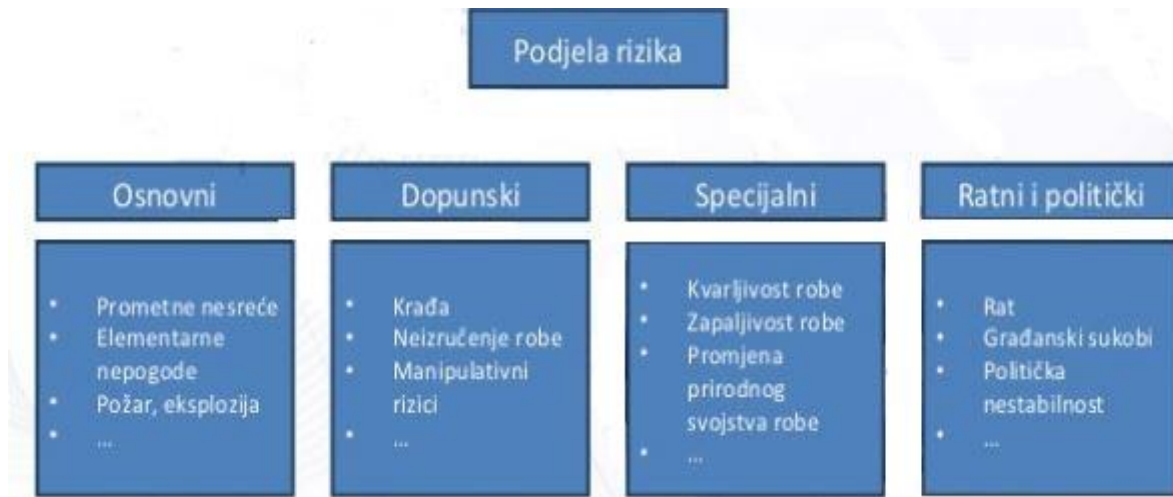 Podjela rizika
Osnovni
• Prometne nesreće
• Elementarne
nepogode
• Požar, eksplozija
• ...
Dopunski
• Krađa
• Neizručenje robe
• Manipulativni
rizici
• ...
Specijalni
• Kvarljivost robe
• Zapaljivost robe
• Promjena
prirodnog
svojstva robe
• ...
Ratni i politički
• Rat
• Građanski sukobi
• Politička
nestabilnost
• ...